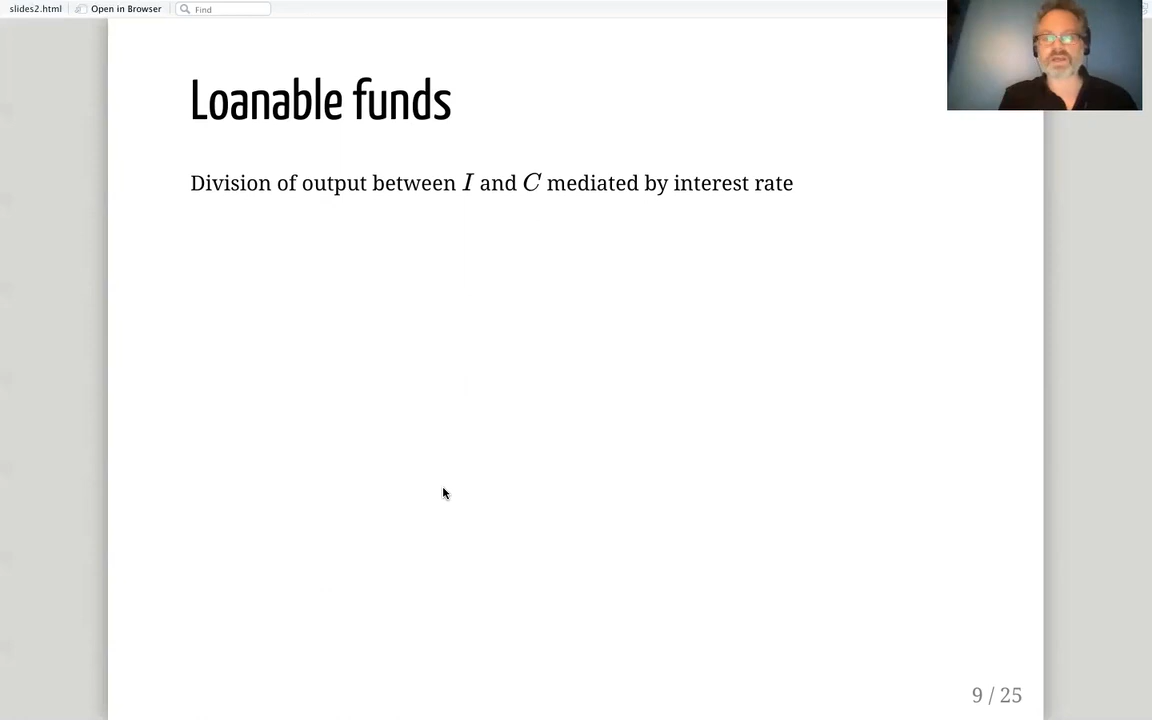 slides2.html Open in Browser Find
Loanable funds
Division of output between I and C mediated by interest rate
9 / 25